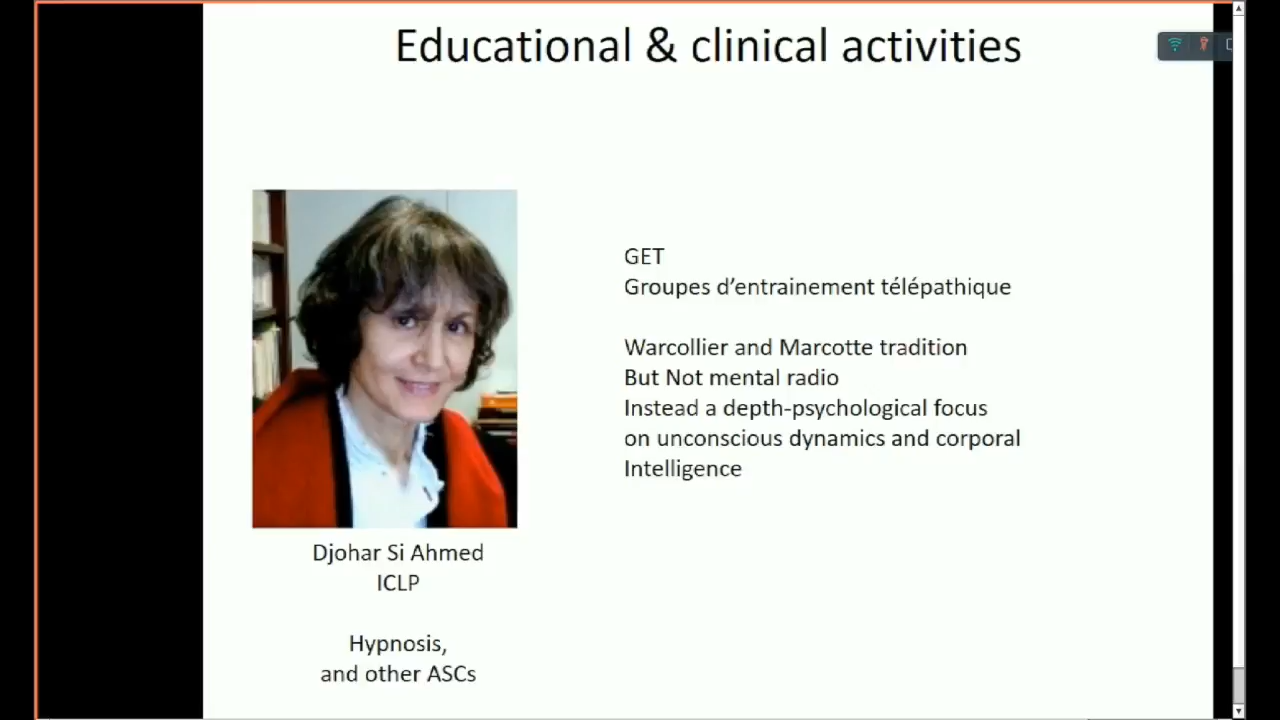 Educational & clinical activities
GET
Groupes d'entrainement télépathique
Warcollier and Marcotte tradition
But Not mental radio
Instead a depth-psychological focus
on unconscious dynamics and corporal
Intelligence
Djohar Si Ahmed
ICLP
Hypnosis,
and other ASCs